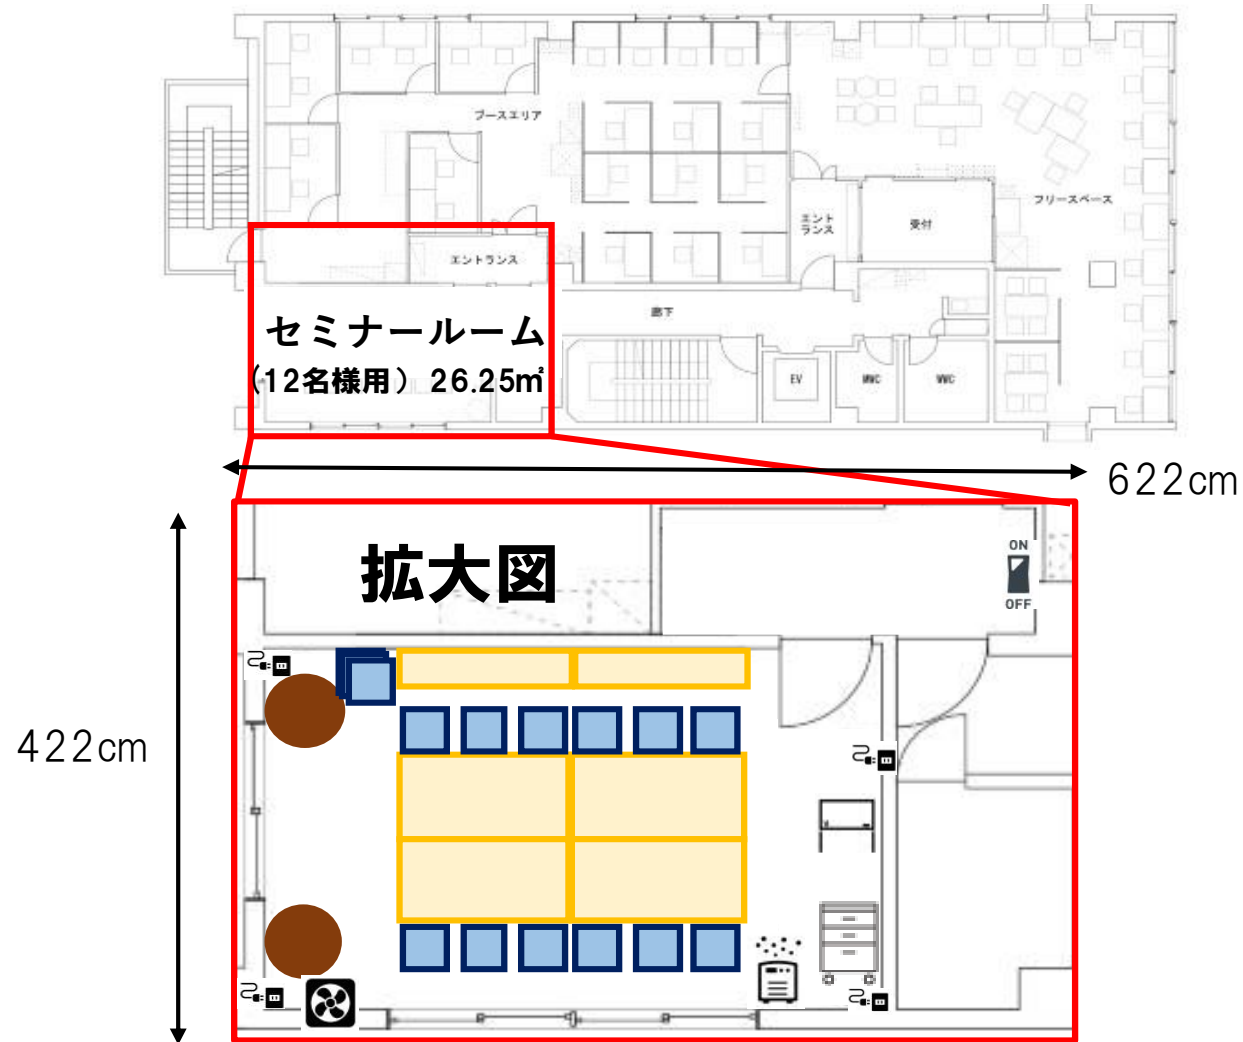 ブースエリア
フリースペース
エント
ランス
受付
エントランス
廊下
セミナールーム
(12名様用) 26.25㎡
EV
MWC
WWC
622cm
拡大図
ON
OFF
422cm